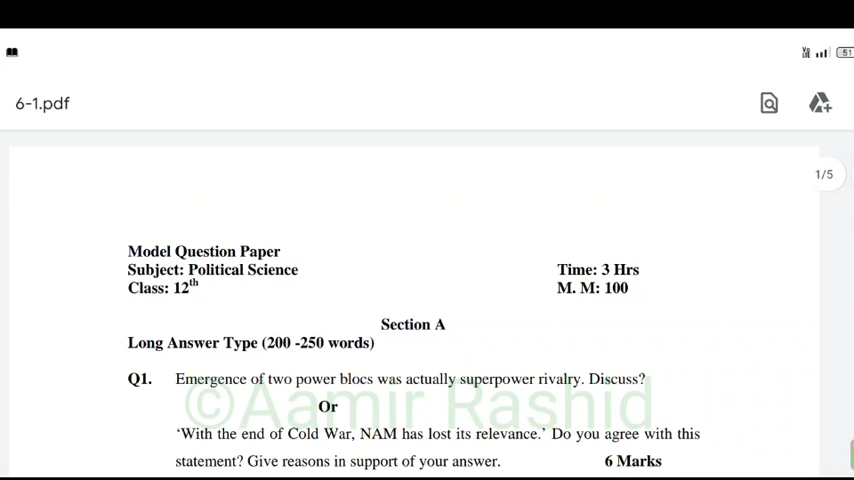 51
6-1.pdf
1/5
Model Question Paper
Subject: Political Science
Time: 3 Hrs
Class: 12th
M. M: 100
Section A
Long Answer Type (200 -250 words)
Q1. Emergence of two power blocs was actually superpower rivalry. Discuss?
©Aamir Rashid
Or
‘With the end of Cold War, NAM has lost its relevance.’ Do you agree with this
statement? Give reasons in support of your answer. 6 Marks